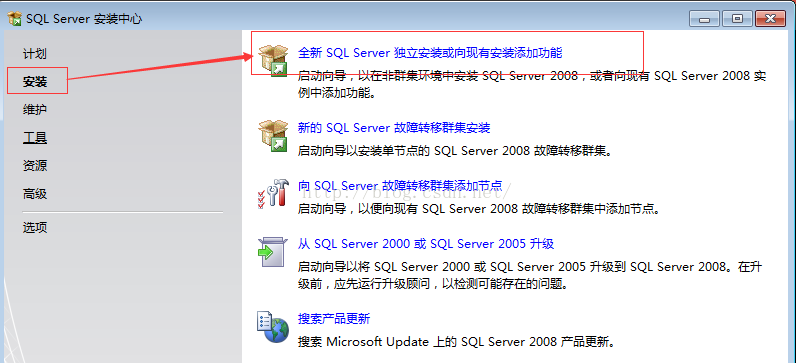 SQL Server 安装中心
计划
安装
维护
工具
资源
高级
选项
全新 SQL Server 独立安装或向现有安装添加功能
启动向导，以在非群集环境中安装 SQL Server 2008，或者向现有 SQL Server 2008 实
例中添加功能。
新的 SQL Server 故障转移群集安装
启动向导以安装单节点的 SQL Server 2008 故障转移群集。
向 SQL Server 故障转移群集添加节点
http://blog.csdn.net/
启动向导，以便向现有 SQL Server 2008 故障转移群集中添加节点。
从 SQL Server 2000 或 SQL Server 2005 升级
启动向导以将 SQL Server 2000 或 SQL Server 2005 升级到 SQL Server 2008。在升
级前，应先运行升级顾问，以检测可能存在的问题。
搜索产品更新
搜索 Microsoft Update 上的 SQL Server 2008 产品更新。